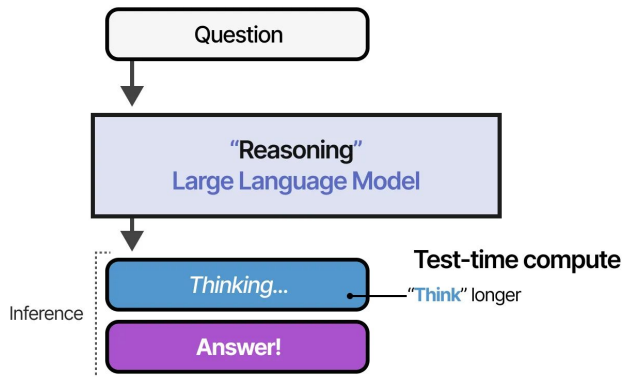 Question
“Reasoning”
Large Language Model
Test-time compute
Thinking...
“Think” longer
Inference
Answer!